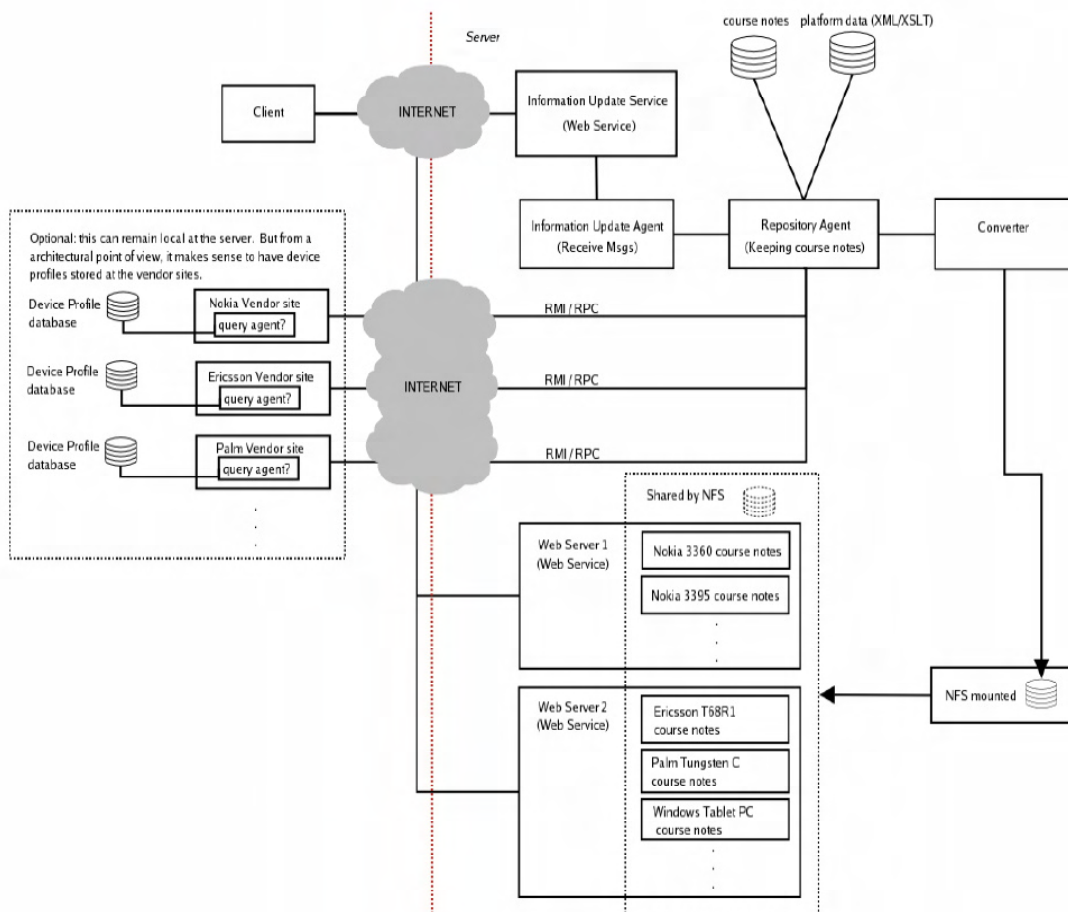 course notes platform data (XML/XSLT)
Server
Client
INTERNET
Information Update Service
(Web Service)
Information Update Agent
(Receive Msgs)
Repository Agent
(Keeping course notes)
Converter
Optional: this can remain local at the server. But from a
architectural point of view, it makes sense to have device
profiles stored at the vendor sites.
Device Profile
database
Nokia Vendor site
query agent?
RMI / RPC
Device Profile
database
Ericsson Vendor site
query agent?
INTERNET
RMI / RPC
Device Profile
database
Palm Vendor site
query agent?
RMI / RPC
Shared by NFS
Web Server 1
(Web Service)
Nokia 3360 course notes
Nokia 3395 course notes
Web Server 2
(Web Service)
Ericsson T68R1
course notes
Palm Tungsten C
course notes
Windows Tablet PC
course notes
NFS mounted